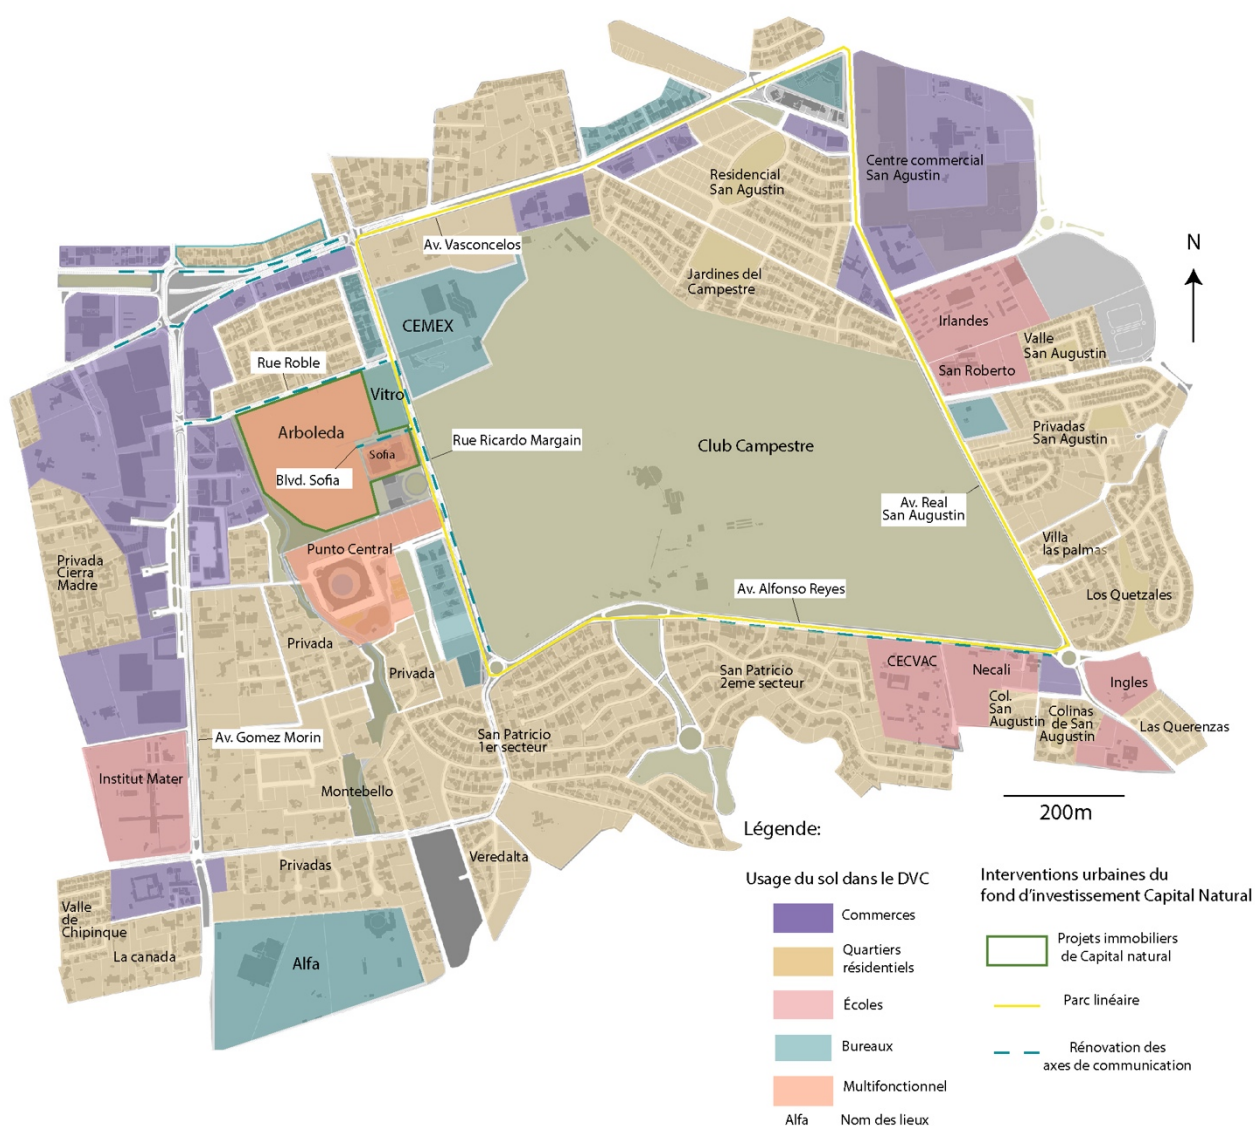 N
Centre commercial
San Agustin
Residencial
San Agustin
Av. Vasconcelos
Jardines del
Campestre
CEMEX
Irlandes
Valle
San Augustin
San Roberto
Rue Roble
Vitro
Arboleda
Rue Ricardo Margain
Sofia
Blvd. Sofia
Club Campestre
Privadas
San Agustin
Av. Real
San Augustin
Punto Central
Villa
las palmas
Privada
Cierra
Madre
Av. Alfonso Reyes
Los Quetzales
Privada
Privada
San Patricio
2eme secteur
CECVAC
Necali
Ingles
Col.
San
Augustin
Colinas
de San
Augustin
Las Querenzas
Av. Gomez Morin
San Patricio
1er secteur
Institut Mater
Montebello
200m
Privadas
Veredalta
Valle
de
Chipinque
La canada
Alfa
Légende:
Usage du sol dans le DVC
Commerces
Quartiers
résidentiels
Écoles
Bureaux
Multifonctionnel
Alfa Nom des lieux
Interventions urbaines du
fond d'investissement Capital Natural
Projets immobiliers
de Capital natural
Parc linéaire
Rénovation des
axes de communication